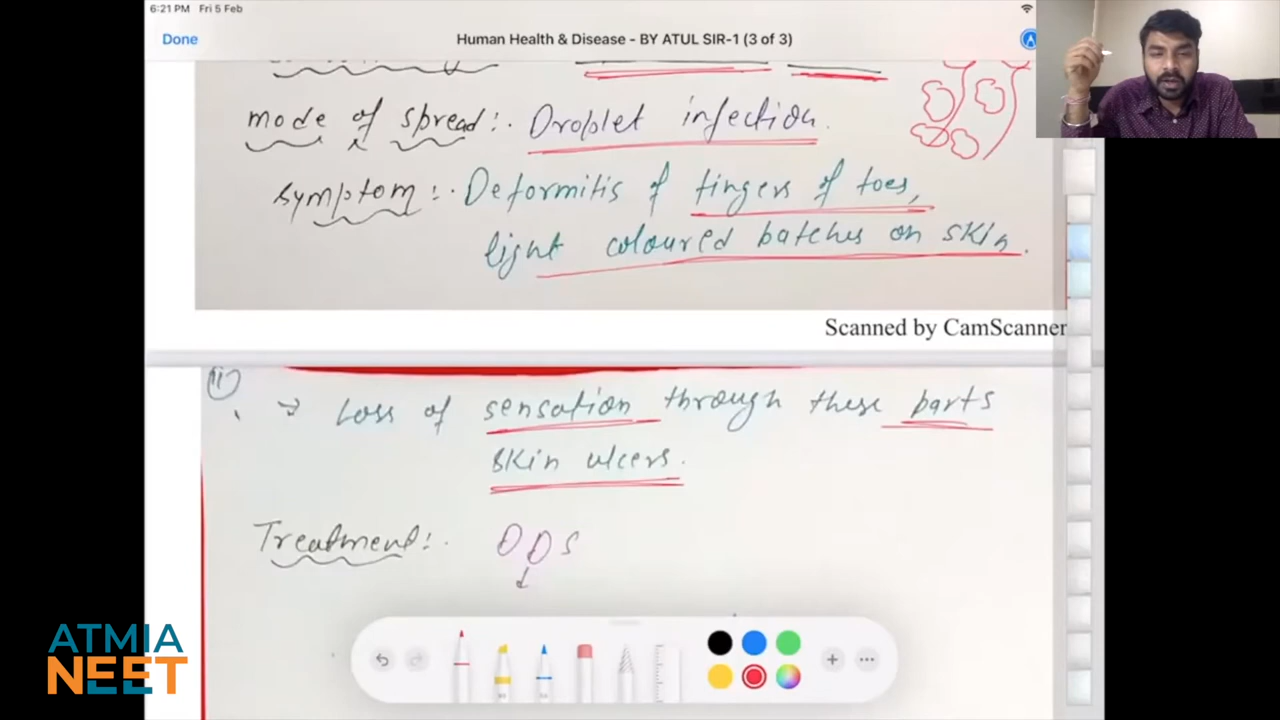 6:21 PM Fri 5 Feb
Done
Human Health & Disease - BY ATUL SIR-1 (3 of 3)
mode of spread:. Droplet infection.
Symptom:. Deformitis of fingers of toes,
light coloured batches on skin.
Scanned by CamScanner
(11)
→ Loss of sensation through these parts
skin ulcers.
Treatment:. DDS
ATMIA
NEET